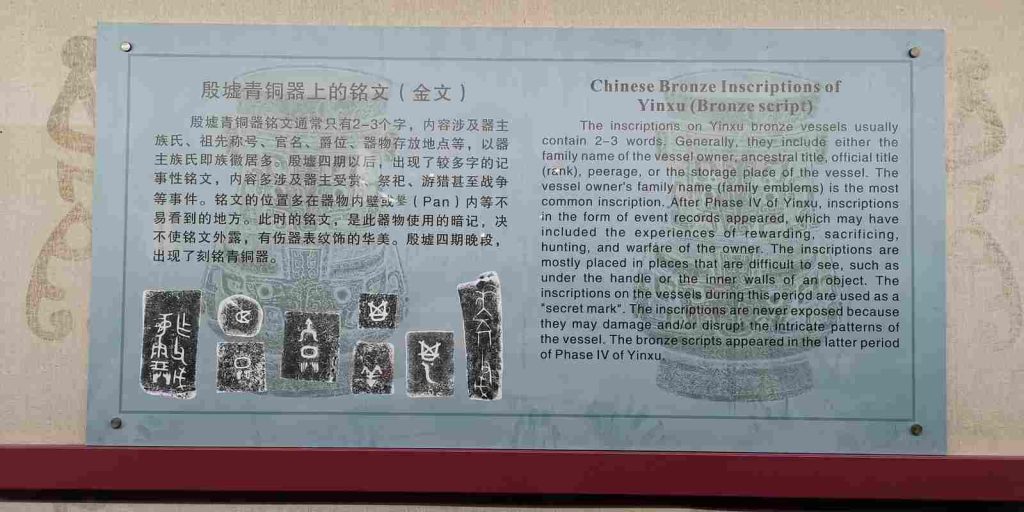 殷墟青铜器上的铭文（金文）
殷墟青铜器铭文通常只有2-3个字，内容涉及器主
族氏、祖先称号、官名、爵位、器物存放地点等，以器
主族氏即族徽居多。殷墟四期以后，出现了较多字的记
事性铭文，内容多涉及器主受赏、祭祀、游猎甚至战争
等事件。铭文的位置多在器物内壁或鋬（Pan）内等不
易看到的地方。此时的铭文，是此器物使用的暗记，决
不使铭文外露，有伤器表纹饰的华美。殷墟四期晚段，
出现了刻铭青铜器。
Chinese Bronze Inscriptions of
Yinxu (Bronze script)
The inscriptions on Yinxu bronze vessels usually
contain 2-3 words. Generally, they include either the
family name of the vessel owner, ancestral title, official title
(rank), peerage, or the storage place of the vessel. The
vessel owner's family name (family emblems) is the most
common inscription. After Phase IV of Yinxu, inscriptions
in the form of event records appeared, which may have
included the experiences of rewarding, sacrificing,
hunting, and warfare of the owner. The inscriptions are
mostly placed in places that are difficult to see, such as
under the handle or the inner walls of an object. The
inscriptions on the vessels during this period are used as a
"secret mark". The inscriptions are never exposed because
they may damage and/or disrupt the intricate patterns of
the vessel. The bronze scripts appeared in the latter period
of Phase IV of Yinxu.